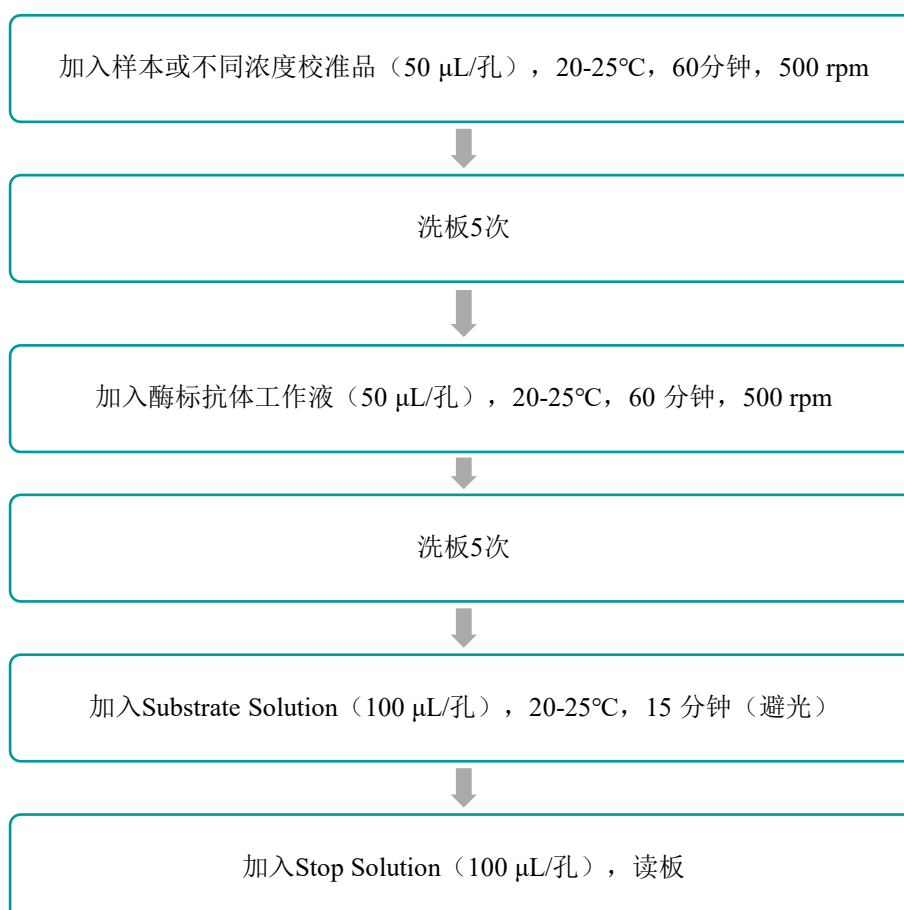 加入样本或不同浓度校准品（50 μL/孔），20-25℃，60分钟，500 rpm
洗板5次
加入酶标抗体工作液（50 μL/孔），20-25℃，60 分钟，500 rpm
洗板5次
加入Substrate Solution（100 μL/孔），20-25℃，15 分钟（避光）
加入Stop Solution（100 μL/孔），读板